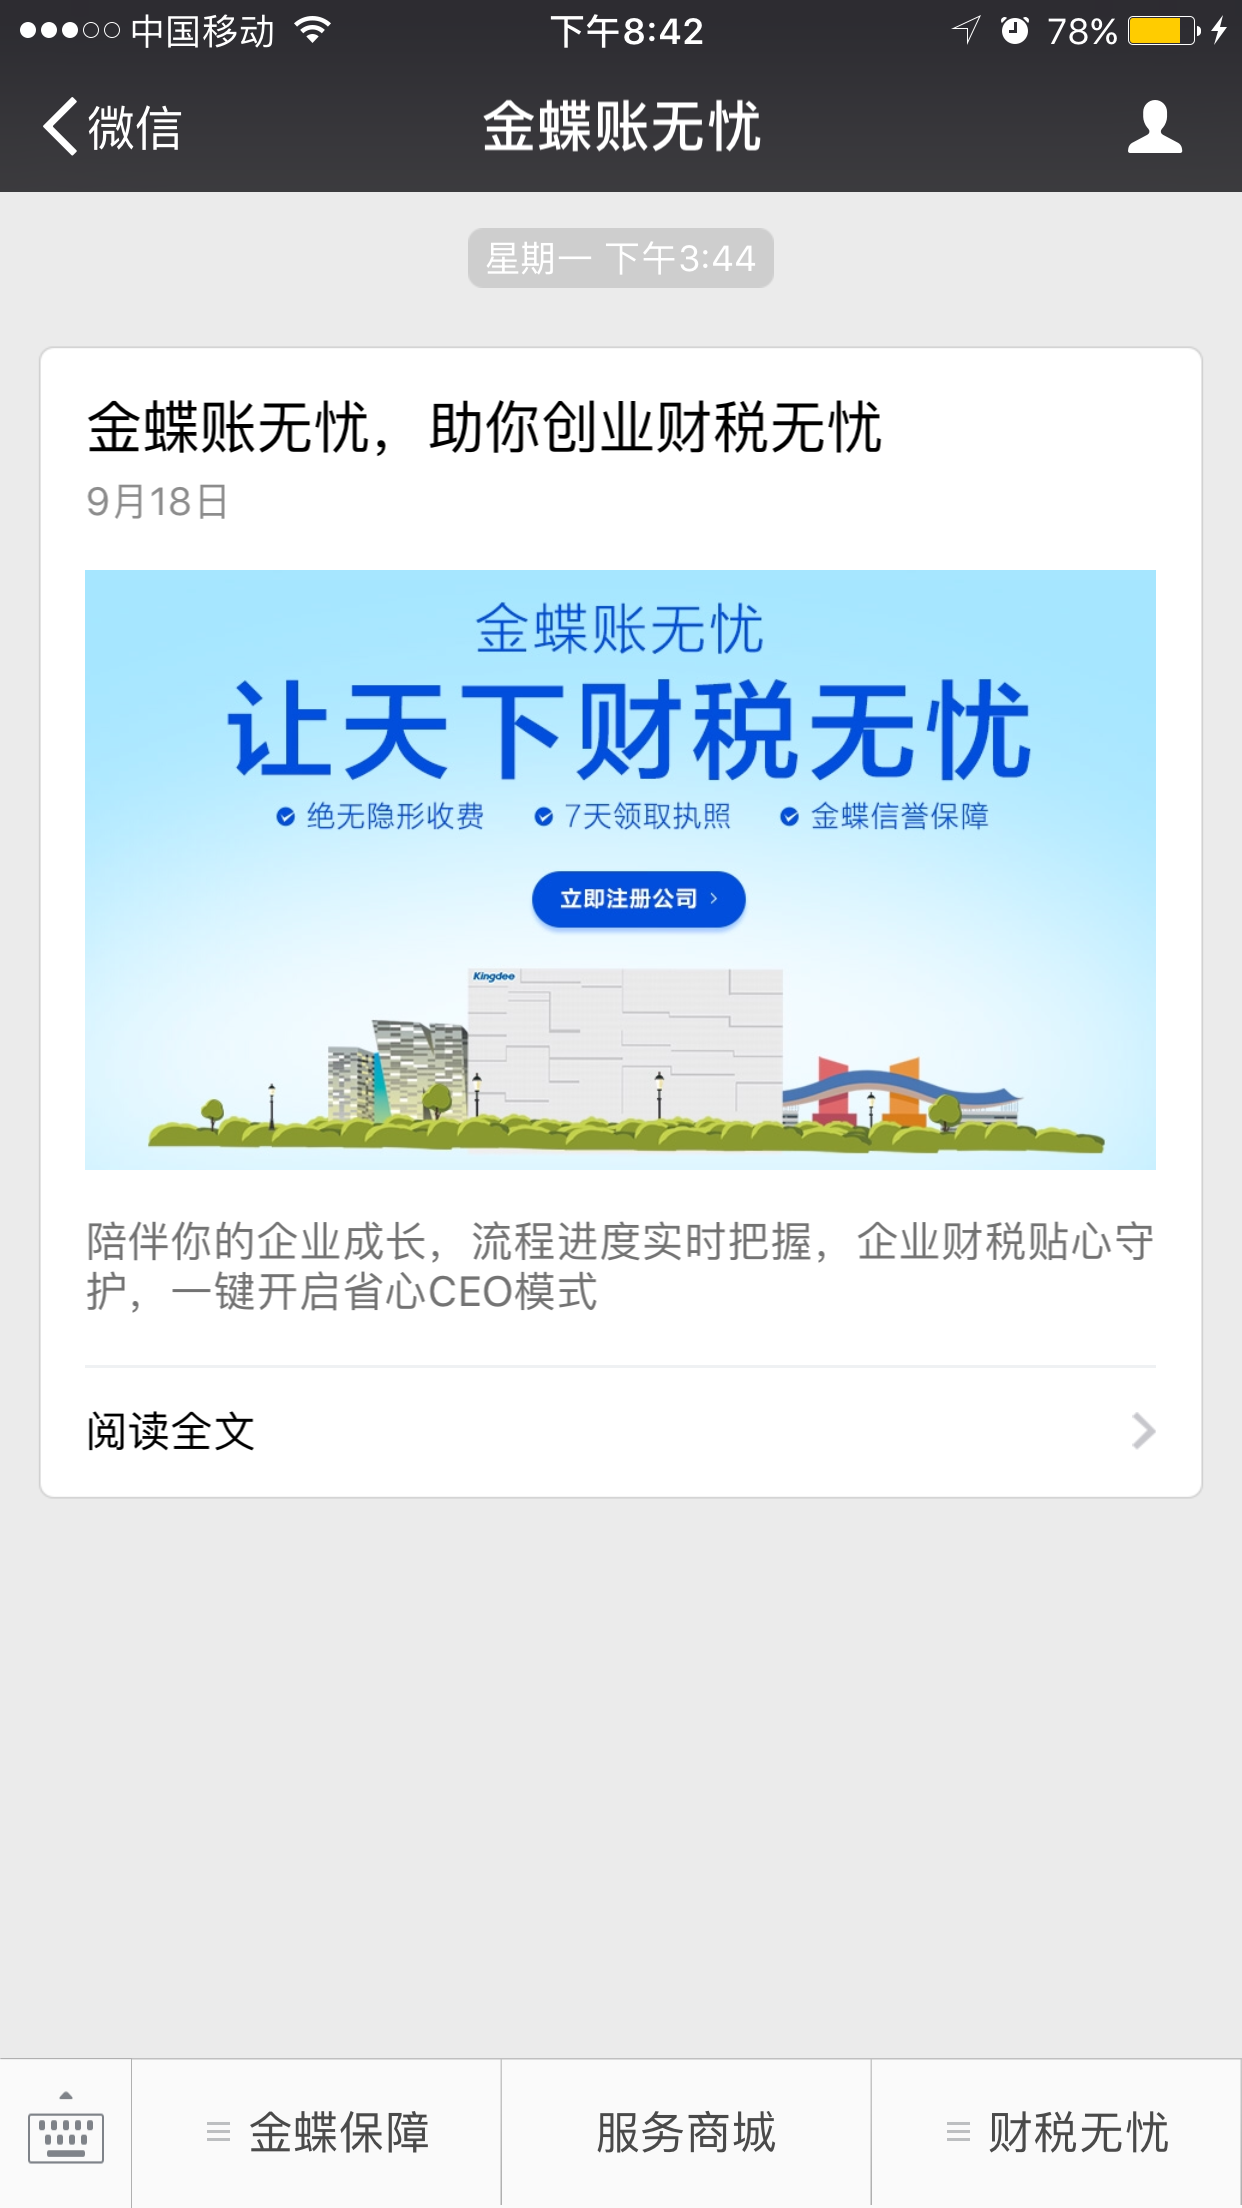 中国移动 下午8:42 78%
微信 金蝶账无忧
星期一 下午3:44
金蝶账无忧，助你创业财税无忧
9月18日
金蝶账无忧
让天下财税无忧
绝无隐形收费 7天领取执照 金蝶信誉保障
立即注册公司
Kingdee
陪伴你的企业成长，流程进度实时把握，企业财税贴心守
护，一键开启省心CEO模式
阅读全文
金蝶保障 服务商城 财税无忧